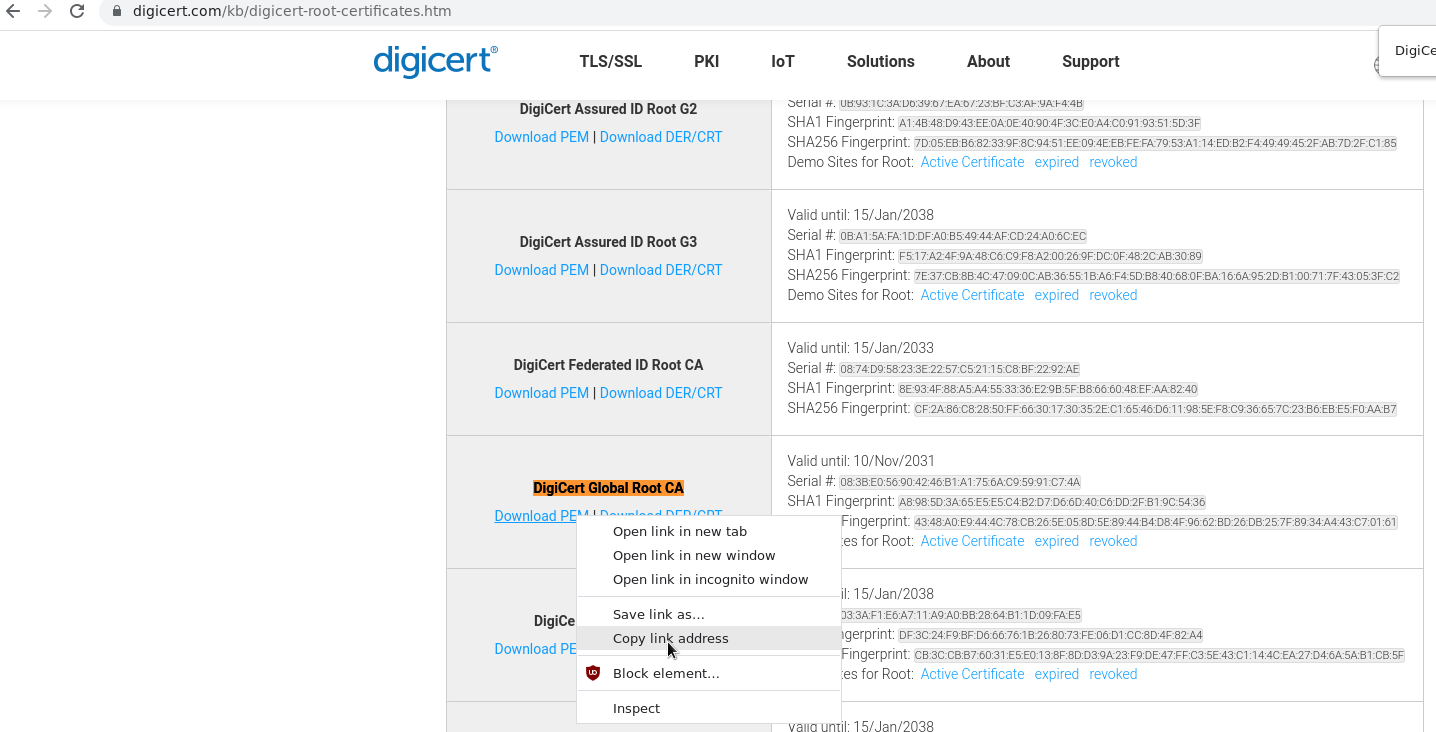 digicert.com/kb/digicert-root-certificates.htm
digicert® TLS/SSL PKI IoT Solutions About Support
DigiCe
DigiCert Assured ID Root G2
Download PEM | Download DER/CRT
Serial #: 0B:93:1C:3A:D6:39:67:EA:67:23:BF:C3:AF:9A:F4:4B
SHA1 Fingerprint: A1:4B:48:D9:43:EE:0A:0E:40:90:4F:3C:E0:A4:C0:91:93:51:5D:3F
SHA256 Fingerprint: 7D:05:EB:B6:82:33:9F:8C:94:51:EE:09:4E:EB:FE:FA:79:53:A1:14:ED:B2:F4:49:49:45:2F:AB:7D:2F:C1:85
Demo Sites for Root: Active Certificate expired revoked
DigiCert Assured ID Root G3
Download PEM | Download DER/CRT
Valid until: 15/Jan/2038
Serial #: 0B:A1:5A:FA:1D:DF:A0:B5:49:44:AF:CD:24:A0:6C:EC
SHA1 Fingerprint: F5:17:A2:4F:9A:48:C6:C9:F8:A2:00:26:9F:DC:0F:48:2C:AB:30:89
SHA256 Fingerprint: 7E:37:CB:8B:4C:47:09:0C:AB:36:55:1B:A6:F4:5D:B8:40:68:0F:BA:16:6A:95:2D:B1:00:71:7F:43:05:3F:C2
Demo Sites for Root: Active Certificate expired revoked
DigiCert Federated ID Root CA
Download PEM | Download DER/CRT
Valid until: 15/Jan/2033
Serial #: 08:74:D9:58:23:3E:22:57:C5:21:15:C8:BF:22:92:AE
SHA1 Fingerprint: 8E:93:4F:88:A5:A4:55:33:36:E2:9B:5F:B8:66:60:48:EF:AA:82:40
SHA256 Fingerprint: CF:2A:86:C8:28:50:FF:66:30:17:30:35:2E:C1:65:46:D6:11:98:5E:F8:C9:36:65:7C:23:B6:EB:E5:F0:AA:B7
DigiCert Global Root CA
Download PEM | Download DER/CRT
Valid until: 10/Nov/2031
Serial #: 08:3B:E0:56:90:42:46:B1:A1:75:6A:C9:59:91:C7:4A
SHA1 Fingerprint: A8:98:5D:3A:65:E5:E5:C4:B2:D7:D6:6D:40:C6:DD:2F:B1:9C:54:36
Fingerprint: 43:48:A0:E9:44:4C:78:CB:26:5E:05:8D:5E:89:44:B4:D8:4F:96:62:BD:26:DB:25:7F:89:34:A4:43:C7:01:61
es for Root: Active Certificate expired revoked
Open link in new tab
Open link in new window
Open link in incognito window
Save link as...
Copy link address
Block element...
Inspect
DigiCe
Download PE
il: 15/Jan/2038
03:3A:F1:E6:A7:11:A9:A0:BB:28:64:B1:1D:09:FA:E5
ngerprint: DF:3C:24:F9:BF:D6:66:76:1B:26:80:73:FE:06:D1:CC:8D:4F:82:A4
Fingerprint: CB:3C:CB:B7:60:31:E5:E0:13:8F:8D:D3:9A:23:F9:DE:47:FF:C3:5E:43:C1:14:4C:EA:27:D4:6A:5A:B1:CB:5F
es for Root: Active Certificate expired revoked
Valid until: 15/Jan/2038